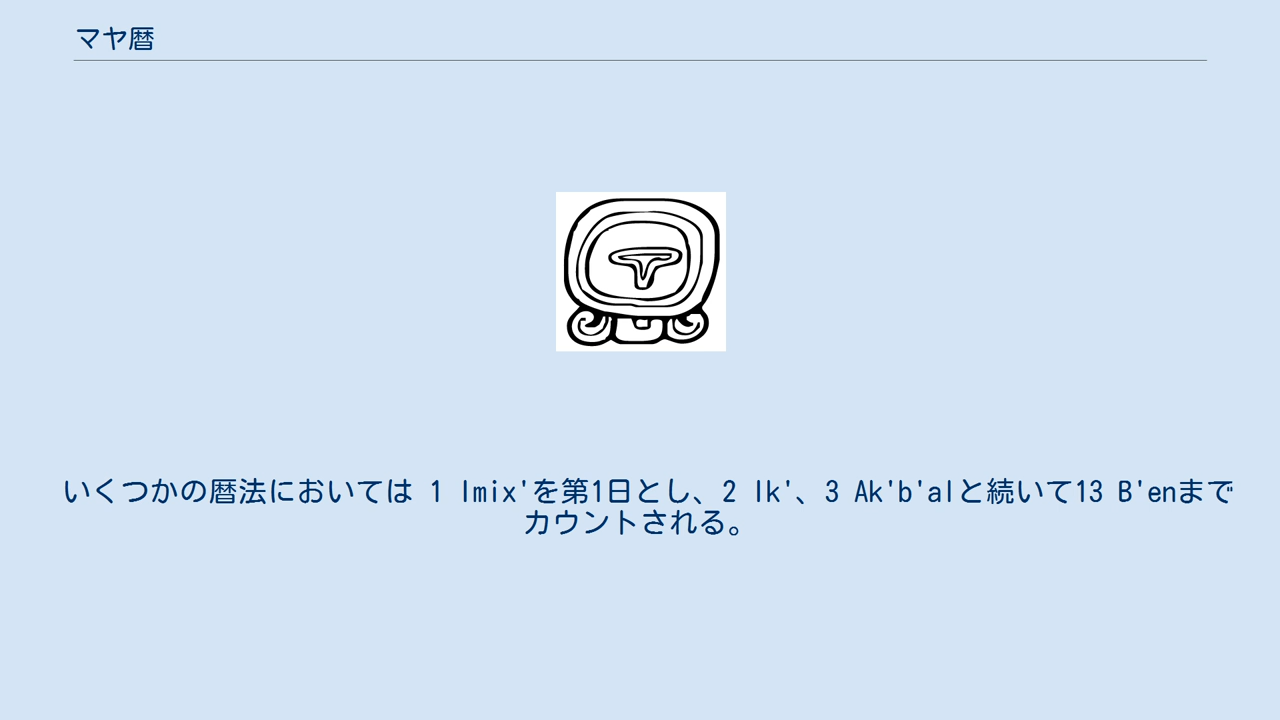 マヤ暦
いくつかの暦法においては 1 Imix'を第1日とし、2 Ik'、3 Ak'b'alと続いて13 B'enまで
カウントされる。